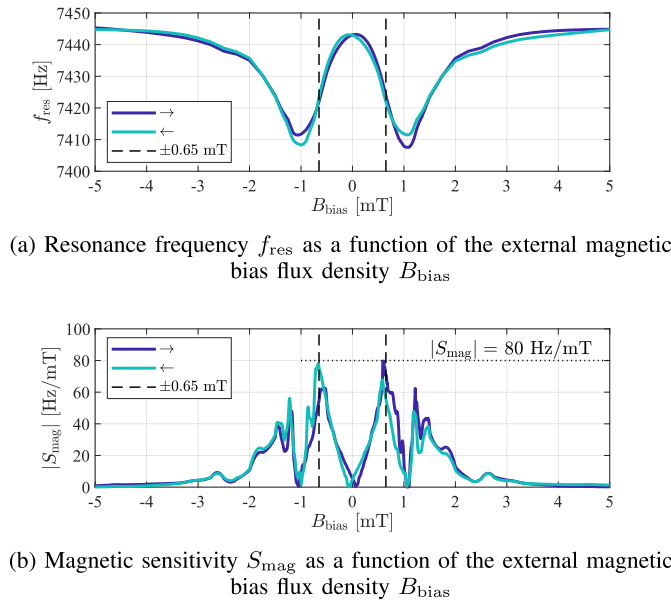 7450
7440
7430
7420
7410
7400
f_res [Hz]
→
←
±0.65 mT
-5 -4 -3 -2 -1 0 1 2 3 4 5
B_bias [mT]
(a) Resonance frequency f_res as a function of the external magnetic
bias flux density B_bias
100
80
60
40
20
0
|S_mag| [Hz/mT]
→
←
±0.65 mT
|S_mag| = 80 Hz/mT
-5 -4 -3 -2 -1 0 1 2 3 4 5
B_bias [mT]
(b) Magnetic sensitivity S_mag as a function of the external magnetic
bias flux density B_bias